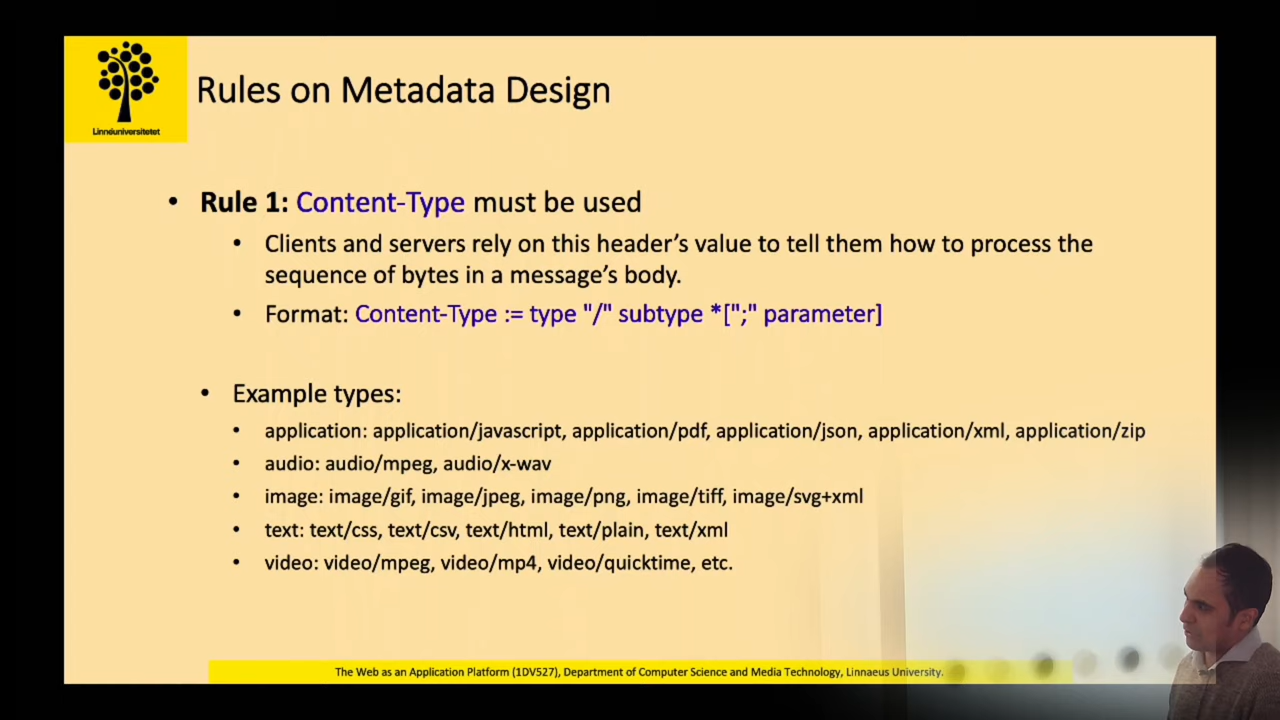 Linnéuniversitetet
Rules on Metadata Design
• Rule 1: Content-Type must be used
• Clients and servers rely on this header's value to tell them how to process the
sequence of bytes in a message's body.
• Format: Content-Type := type "/" subtype *[";" parameter]
• Example types:
• application: application/javascript, application/pdf, application/json, application/xml, application/zip
• audio: audio/mpeg, audio/x-wav
• image: image/gif, image/jpeg, image/png, image/tiff, image/svg+xml
• text: text/css, text/csv, text/html, text/plain, text/xml
• video: video/mpeg, video/mp4, video/quicktime, etc.
The Web as an Application Platform (1DV527), Department of Computer Science and Media Technology, Linnaeus University.